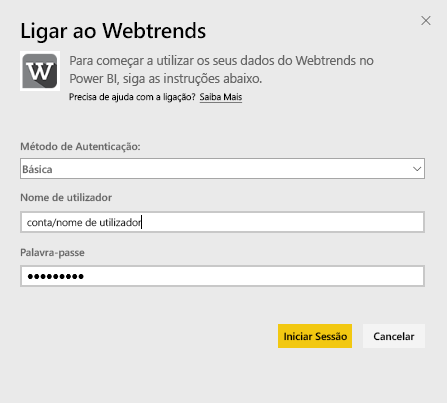 Ligar ao Webtrends
W
Para começar a utilizar os seus dados do Webtrends no
Power BI, siga as instruções abaixo.
Precisa de ajuda com a ligação? Saiba Mais
Método de Autenticação:
Básica
Nome de utilizador
conta/nome de utilizador
Palavra-passe
•••••••••
Iniciar Sessão Cancelar